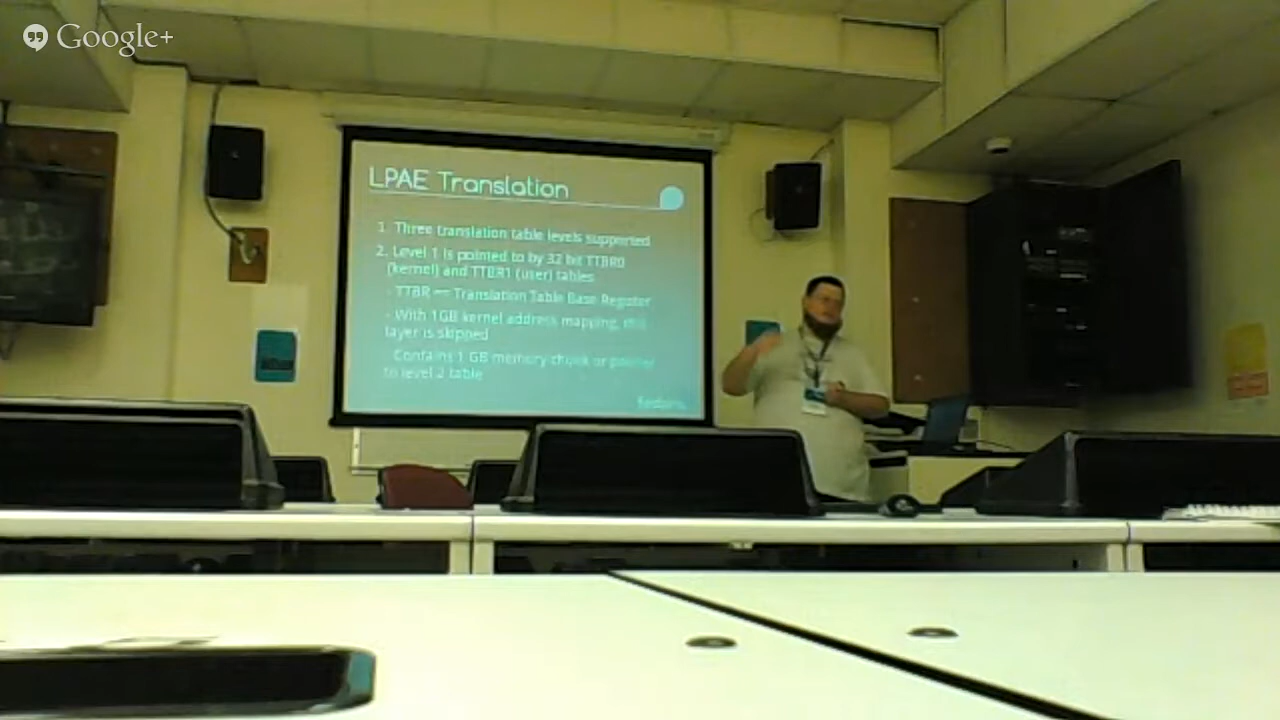 Google+
LPAE Translation
1. Three translation table levels supported
2. Level 1 is pointed to by 32 bit TTBR0
(kernel) and TTBR1 (user) tables
- TTBR == Translation Table Base Register
- With 1GB kernel address mapping, this
layer is skipped
Contains 1 GB memory chunk or pointer
to level 2 table
fedora